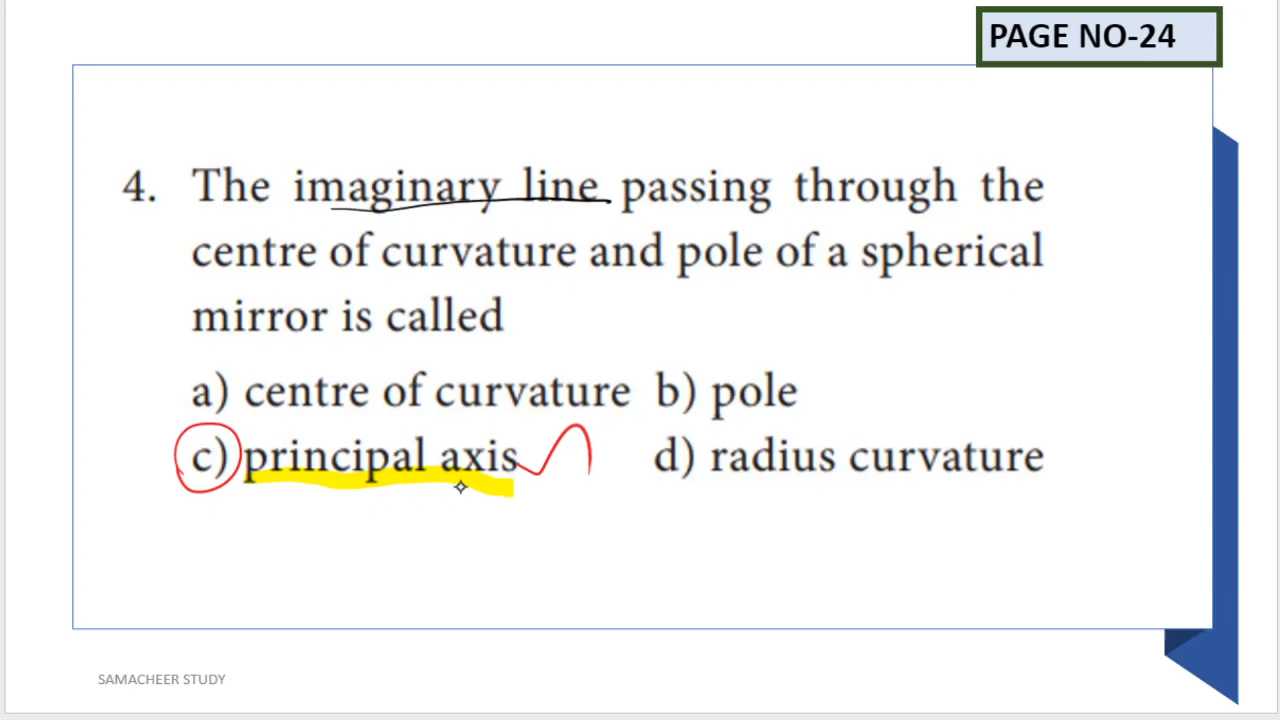 PAGE NO-24
4. The imaginary line passing through the
centre of curvature and pole of a spherical
mirror is called
a) centre of curvature b) pole
c) principal axis d) radius curvature
SAMACHEER STUDY